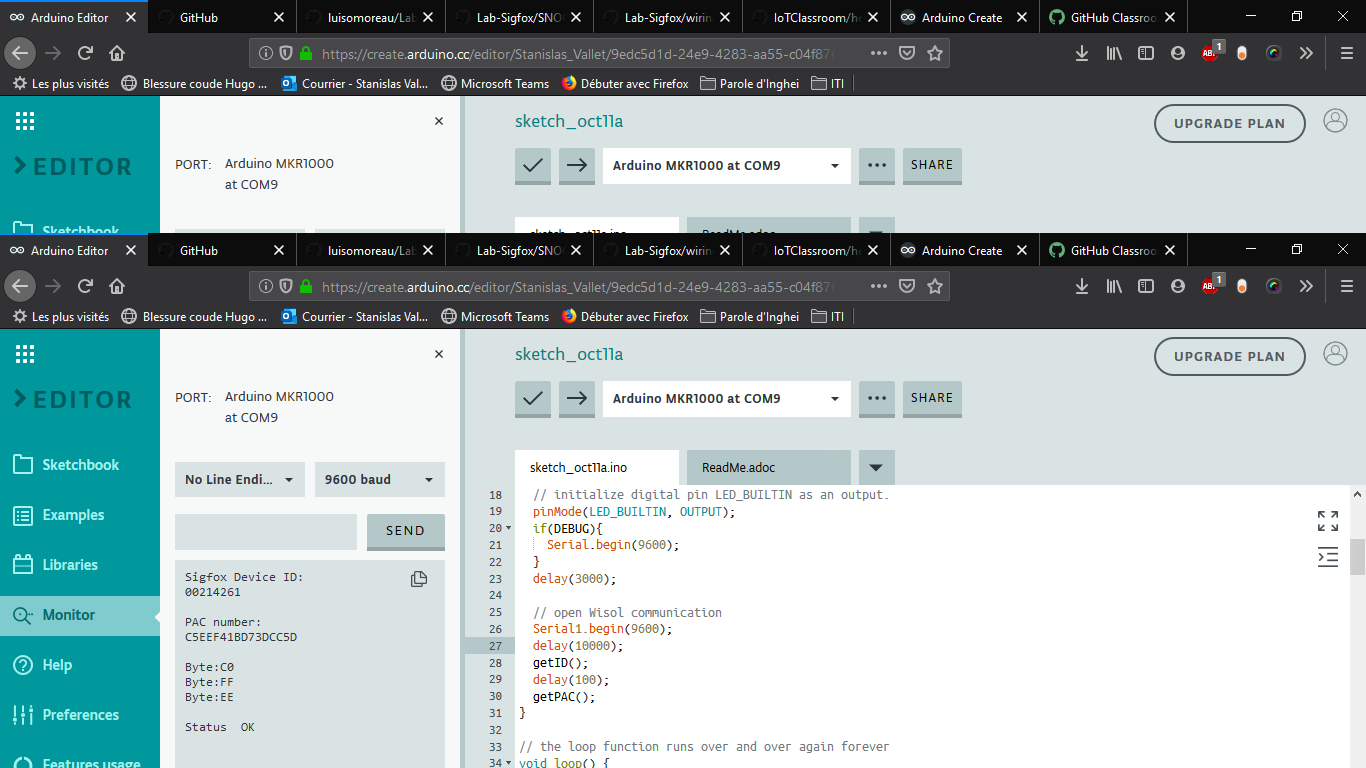 Arduino Editor GitHub luisomoreau/Lab Lab-Sigfox/SNO Lab-Sigfox/wirin IoTClassroom/he Arduino Create GitHub Classroo
https://create.arduino.cc/editor/Stanislas_Vallet/9edc5d1d-24e9-4283-aa55-c04f87 ABP 1
Les plus visités Blessure coude Hugo ... Courrier - Stanislas Val... Microsoft Teams Débuter avec Firefox Parole d'Inghei ITI
sketch_oct11a
UPGRADE PLAN
EDITOR
PORT: Arduino MKR1000
at COM9
Arduino MKR1000 at COM9
SHARE
Sketchbook
sketch_oct11a.ino ReadMe.adoc
Arduino Editor GitHub luisomoreau/Lab Lab-Sigfox/SNO Lab-Sigfox/wirin IoTClassroom/he Arduino Create GitHub Classroo
https://create.arduino.cc/editor/Stanislas_Vallet/9edc5d1d-24e9-4283-aa55-c04f87 ABP 1
Les plus visités Blessure coude Hugo ... Courrier - Stanislas Val... Microsoft Teams Débuter avec Firefox Parole d'Inghei ITI
sketch_oct11a
UPGRADE PLAN
EDITOR
PORT: Arduino MKR1000
at COM9
Arduino MKR1000 at COM9
SHARE
Sketchbook
Examples
Libraries
Monitor
Help
Preferences
Features usage
No Line Endi... 9600 baud
SEND
Sigfox Device ID:
00214261
PAC number:
C5EEF41BD73DCC5D
Byte:C0
Byte:FF
Byte:EE
Status OK
sketch_oct11a.ino ReadMe.adoc
18 // initialize digital pin LED_BUILTIN as an output.
19 pinMode(LED_BUILTIN, OUTPUT);
20 if(DEBUG){
21 Serial.begin(9600);
22 }
23 delay(3000);
24
25 // open Wisol communication
26 Serial1.begin(9600);
27 delay(10000);
28 getID();
29 delay(100);
30 getPAC();
31 }
32
33 // the loop function runs over and over again forever
34 void loop() {